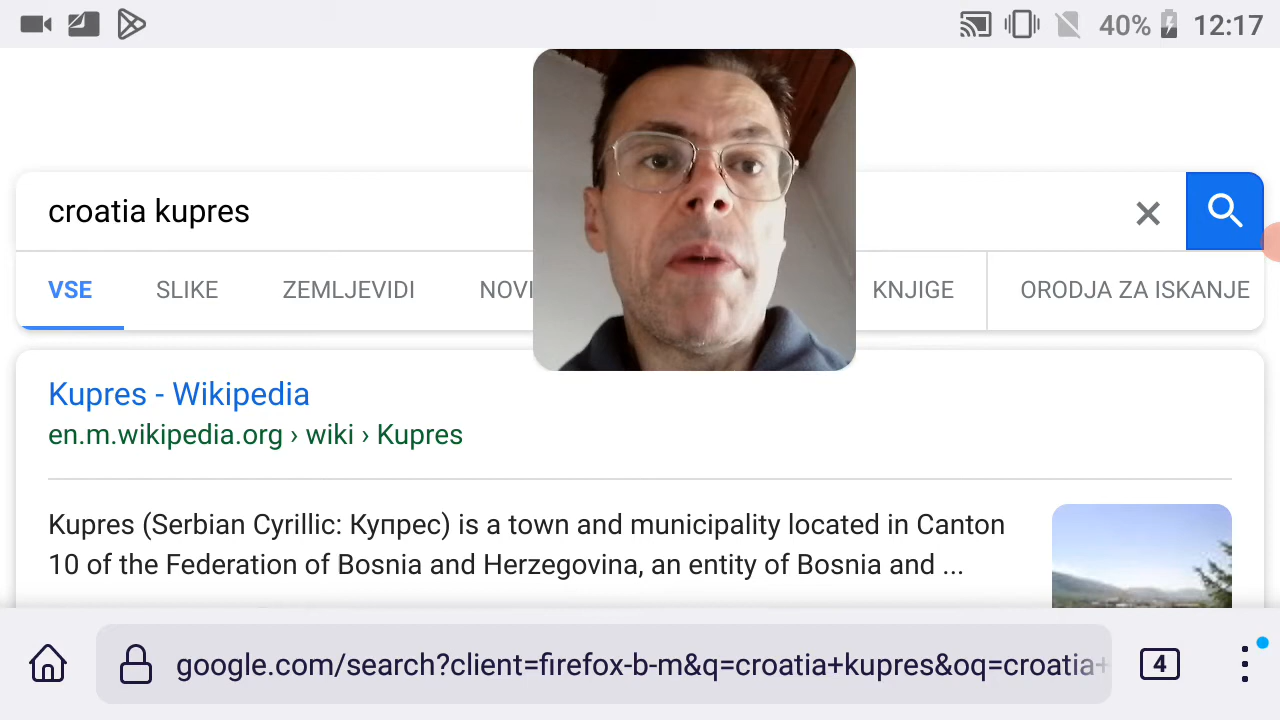 40% 12:17
croatia kupres
VSE SLIKE ZEMLJEVIDI NOVI KNJIGE ORODJA ZA ISKANJE
Kupres - Wikipedia
en.m.wikipedia.org › wiki › Kupres
Kupres (Serbian Cyrillic: Купрес) is a town and municipality located in Canton
10 of the Federation of Bosnia and Herzegovina, an entity of Bosnia and ...
google.com/search?client=firefox-b-m&q=croatia+kupres&oq=croatia+ 4